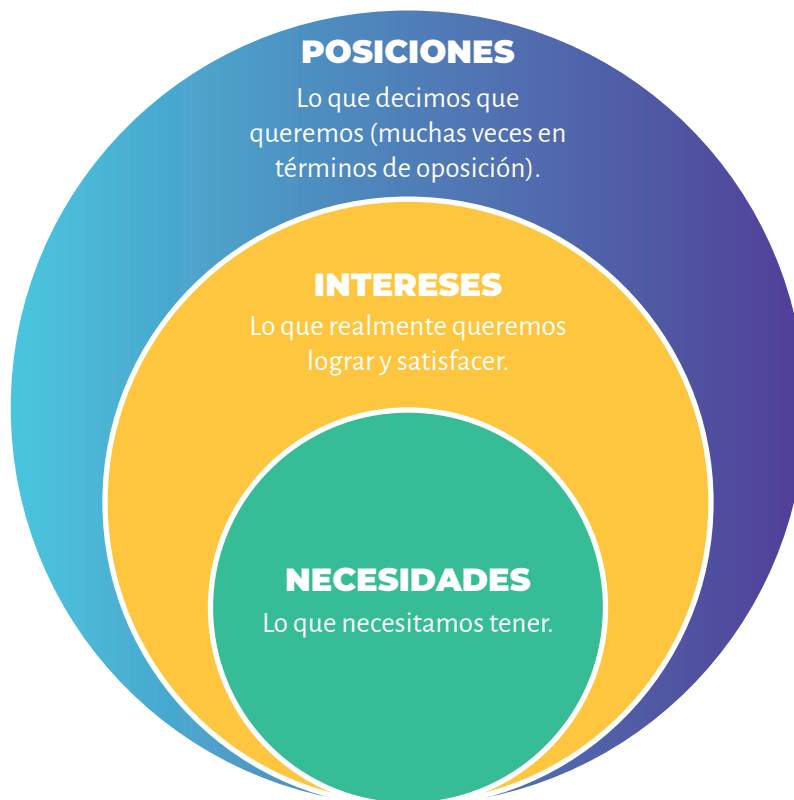 POSICIONES
Lo que decimos que
queremos (muchas veces en
términos de oposición).
INTERESES
Lo que realmente queremos
lograr y satisfacer.
NECESIDADES
Lo que necesitamos tener.